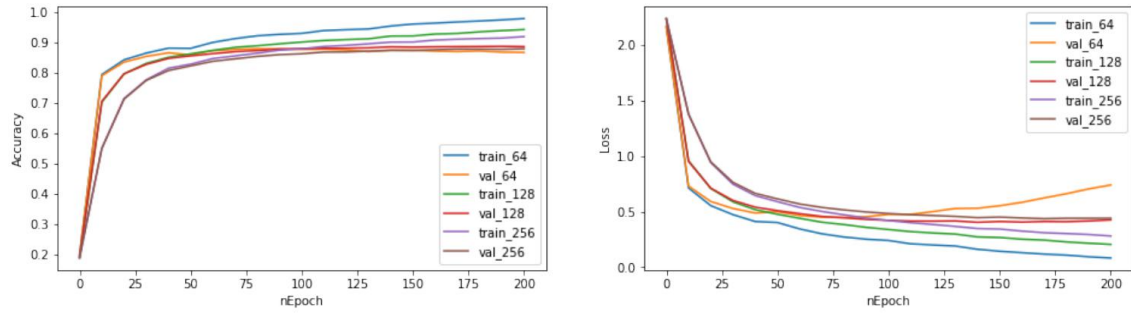 1.0
0.9
0.8
0.7
0.6
0.5
0.4
0.3
0.2
Accuracy
0
25
50
75
100
125
150
175
200
nEpoch
train_64
val_64
train_128
val_128
train_256
val_256
2.0
1.5
1.0
0.5
0.0
Loss
0
25
50
75
100
125
150
175
200
nEpoch
train_64
val_64
train_128
val_128
train_256
val_256